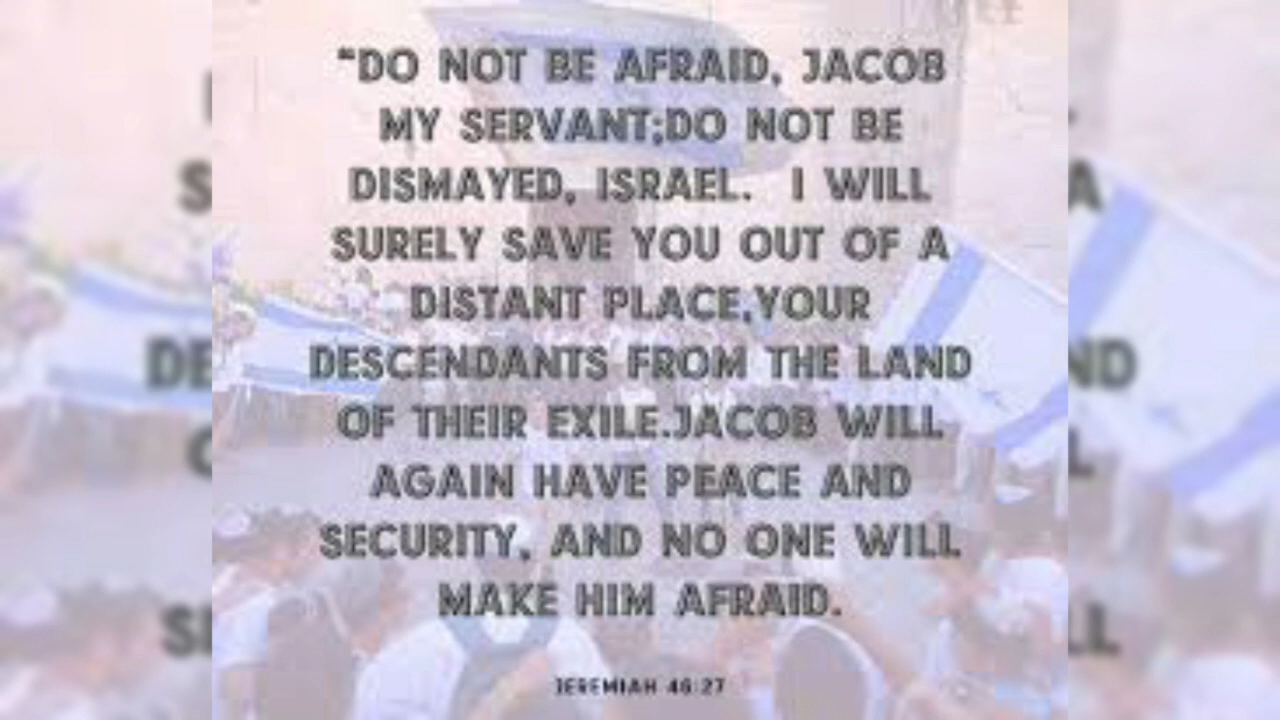 “DO NOT BE AFRAID, JACOB
MY SERVANT;DO NOT BE
DISMAYED, ISRAEL. I WILL
SURELY SAVE YOU OUT OF A
DISTANT PLACE,YOUR
DESCENDANTS FROM THE LAND
OF THEIR EXILE.JACOB WILL
AGAIN HAVE PEACE AND
SECURITY, AND NO ONE WILL
MAKE HIM AFRAID.
JEREMIAH 46:27